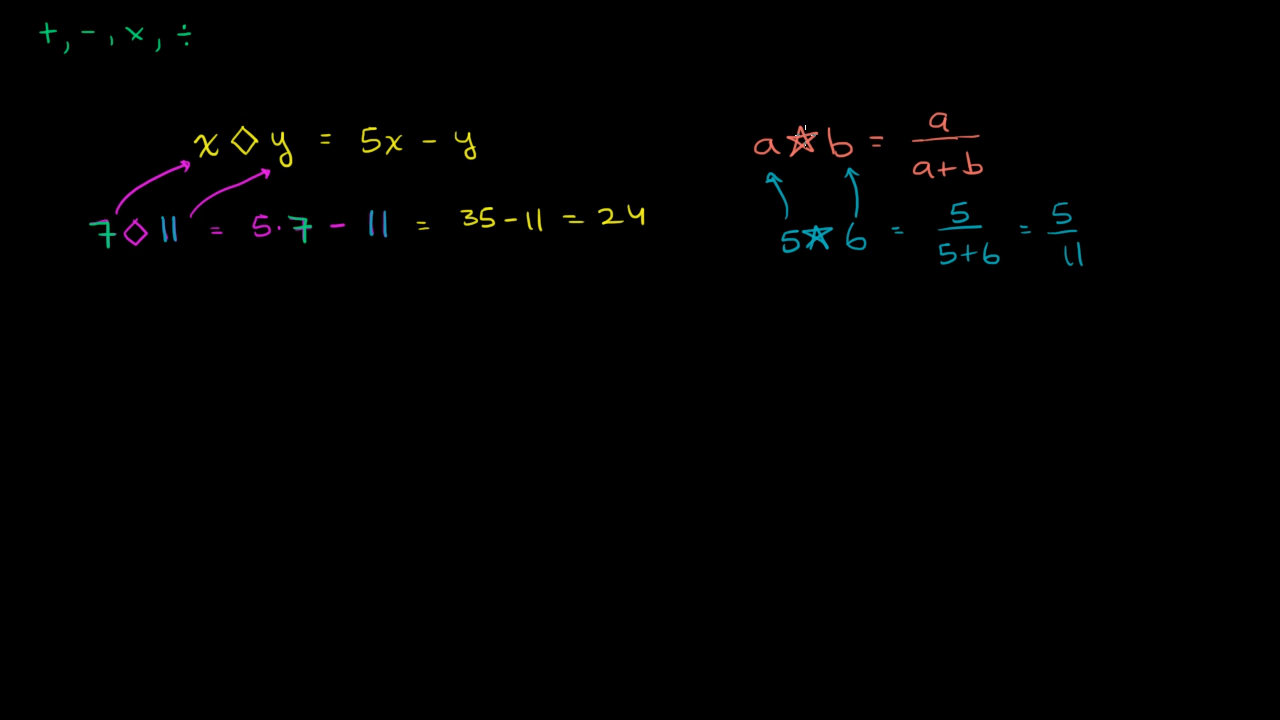 +, -, x, ÷
x ◇ y = 5x - y
7 ◇ 11 = 5·7 - 11 = 35 - 11 = 24
a ☆ b = a/(a+b)
5 ☆ 6 = 5/(5+6) = 5/11